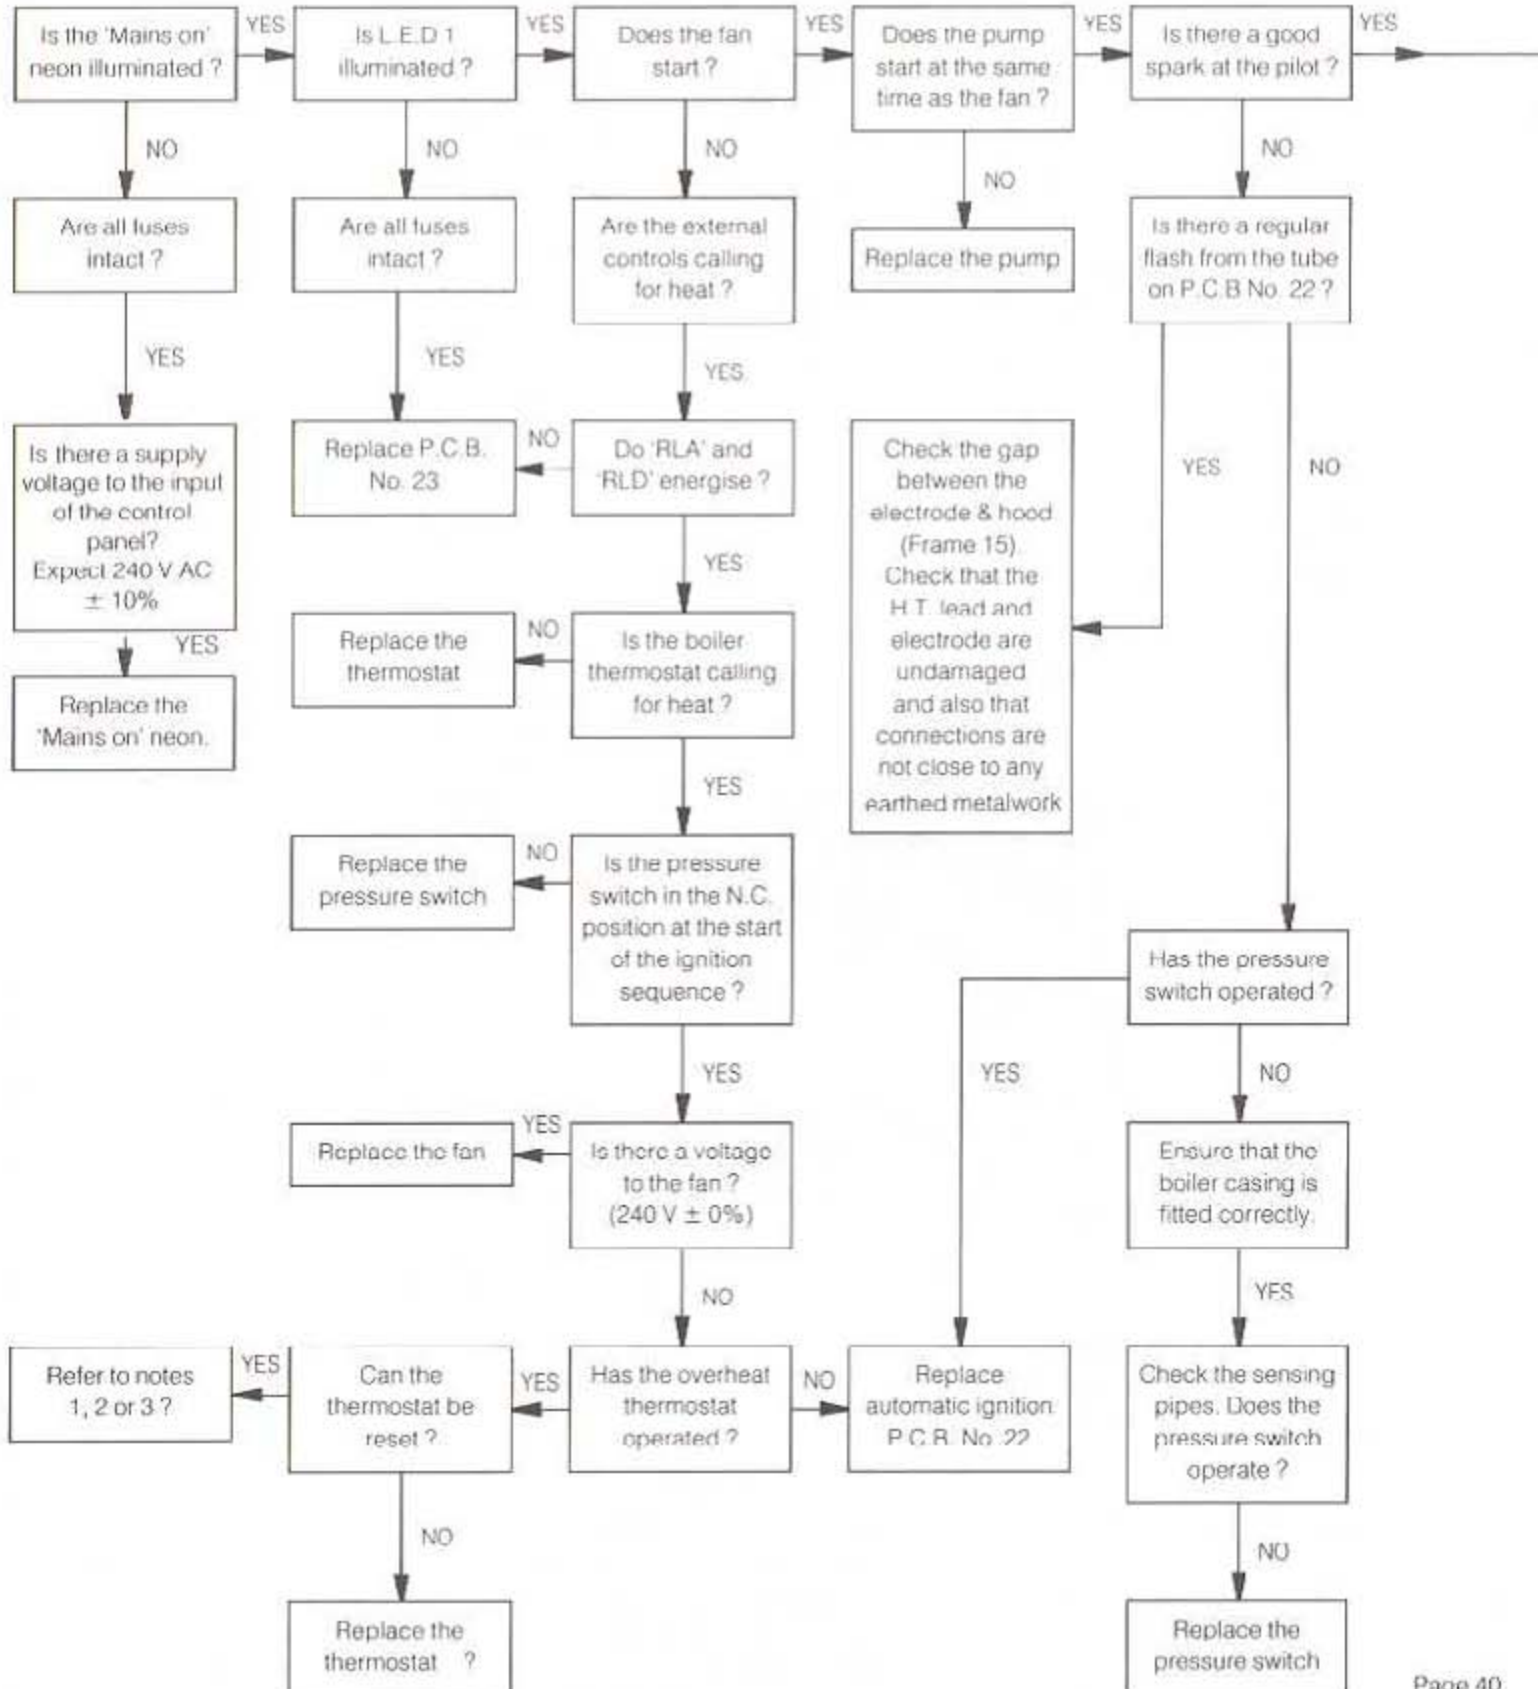 Is the 'Mains on'
neon illuminated ?
YES
Is L.E.D 1
illuminated ?
YES
Does the fan
start ?
YES
Does the pump
start at the same
time as the fan ?
YES
Is there a good
spark at the pilot ?
YES
NO
NO
NO
NO
NO
Are all fuses
intact ?
Are all fuses
intact ?
Are the external
controls calling
for heat ?
Replace the pump
Is there a regular
flash from the tube
on P.C.B No. 22 ?
YES
YES
YES
YES
NO
Is there a supply
voltage to the input
of the control
panel?
Expect 240 V AC
± 10%
YES
Replace the
'Mains on' neon.
Replace P.C.B.
No. 23
NO
Do 'RLA' and
'RLD' energise ?
YES
Check the gap
between the
electrode & hood
(Frame 15)
Check that the
H.T. lead and
electrode are
undamaged
and also that
connections are
not close to any
earthed metalwork
Replace the
thermostat
NO
Is the boiler
thermostat calling
for heat ?
YES
Replace the
pressure switch
NO
Is the pressure
switch in the N.C.
position at the start
of the ignition
sequence ?
YES
Has the pressure
switch operated ?
YES
NO
Replace the fan
YES
Is there a voltage
to the fan ?
(240 V ± 0%)
NO
Ensure that the
boiler casing is
fitted correctly.
YES
Refer to notes
1, 2 or 3 ?
YES
Can the
thermostat be
reset ?
YES
Has the overheat
thermostat
operated ?
NO
Replace
automatic ignition
P.C.B. No. 22
Check the sensing
pipes. Does the
pressure switch
operate ?
NO
NO
Replace the
thermostat ?
Replace the
pressure switch
Page 40